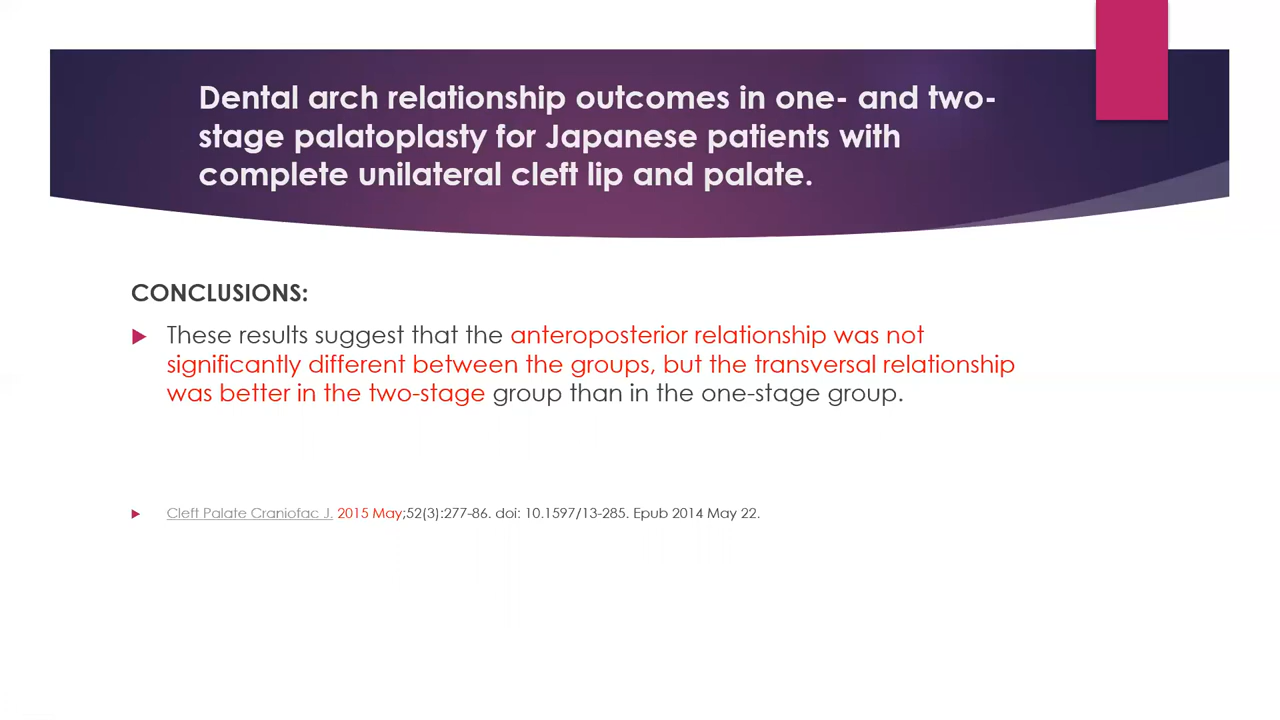 Dental arch relationship outcomes in one- and two-
stage palatoplasty for Japanese patients with
complete unilateral cleft lip and palate.
CONCLUSIONS:
These results suggest that the anteroposterior relationship was not
significantly different between the groups, but the transversal relationship
was better in the two-stage group than in the one-stage group.
Cleft Palate Craniofac J. 2015 May;52(3):277-86. doi: 10.1597/13-285. Epub 2014 May 22.